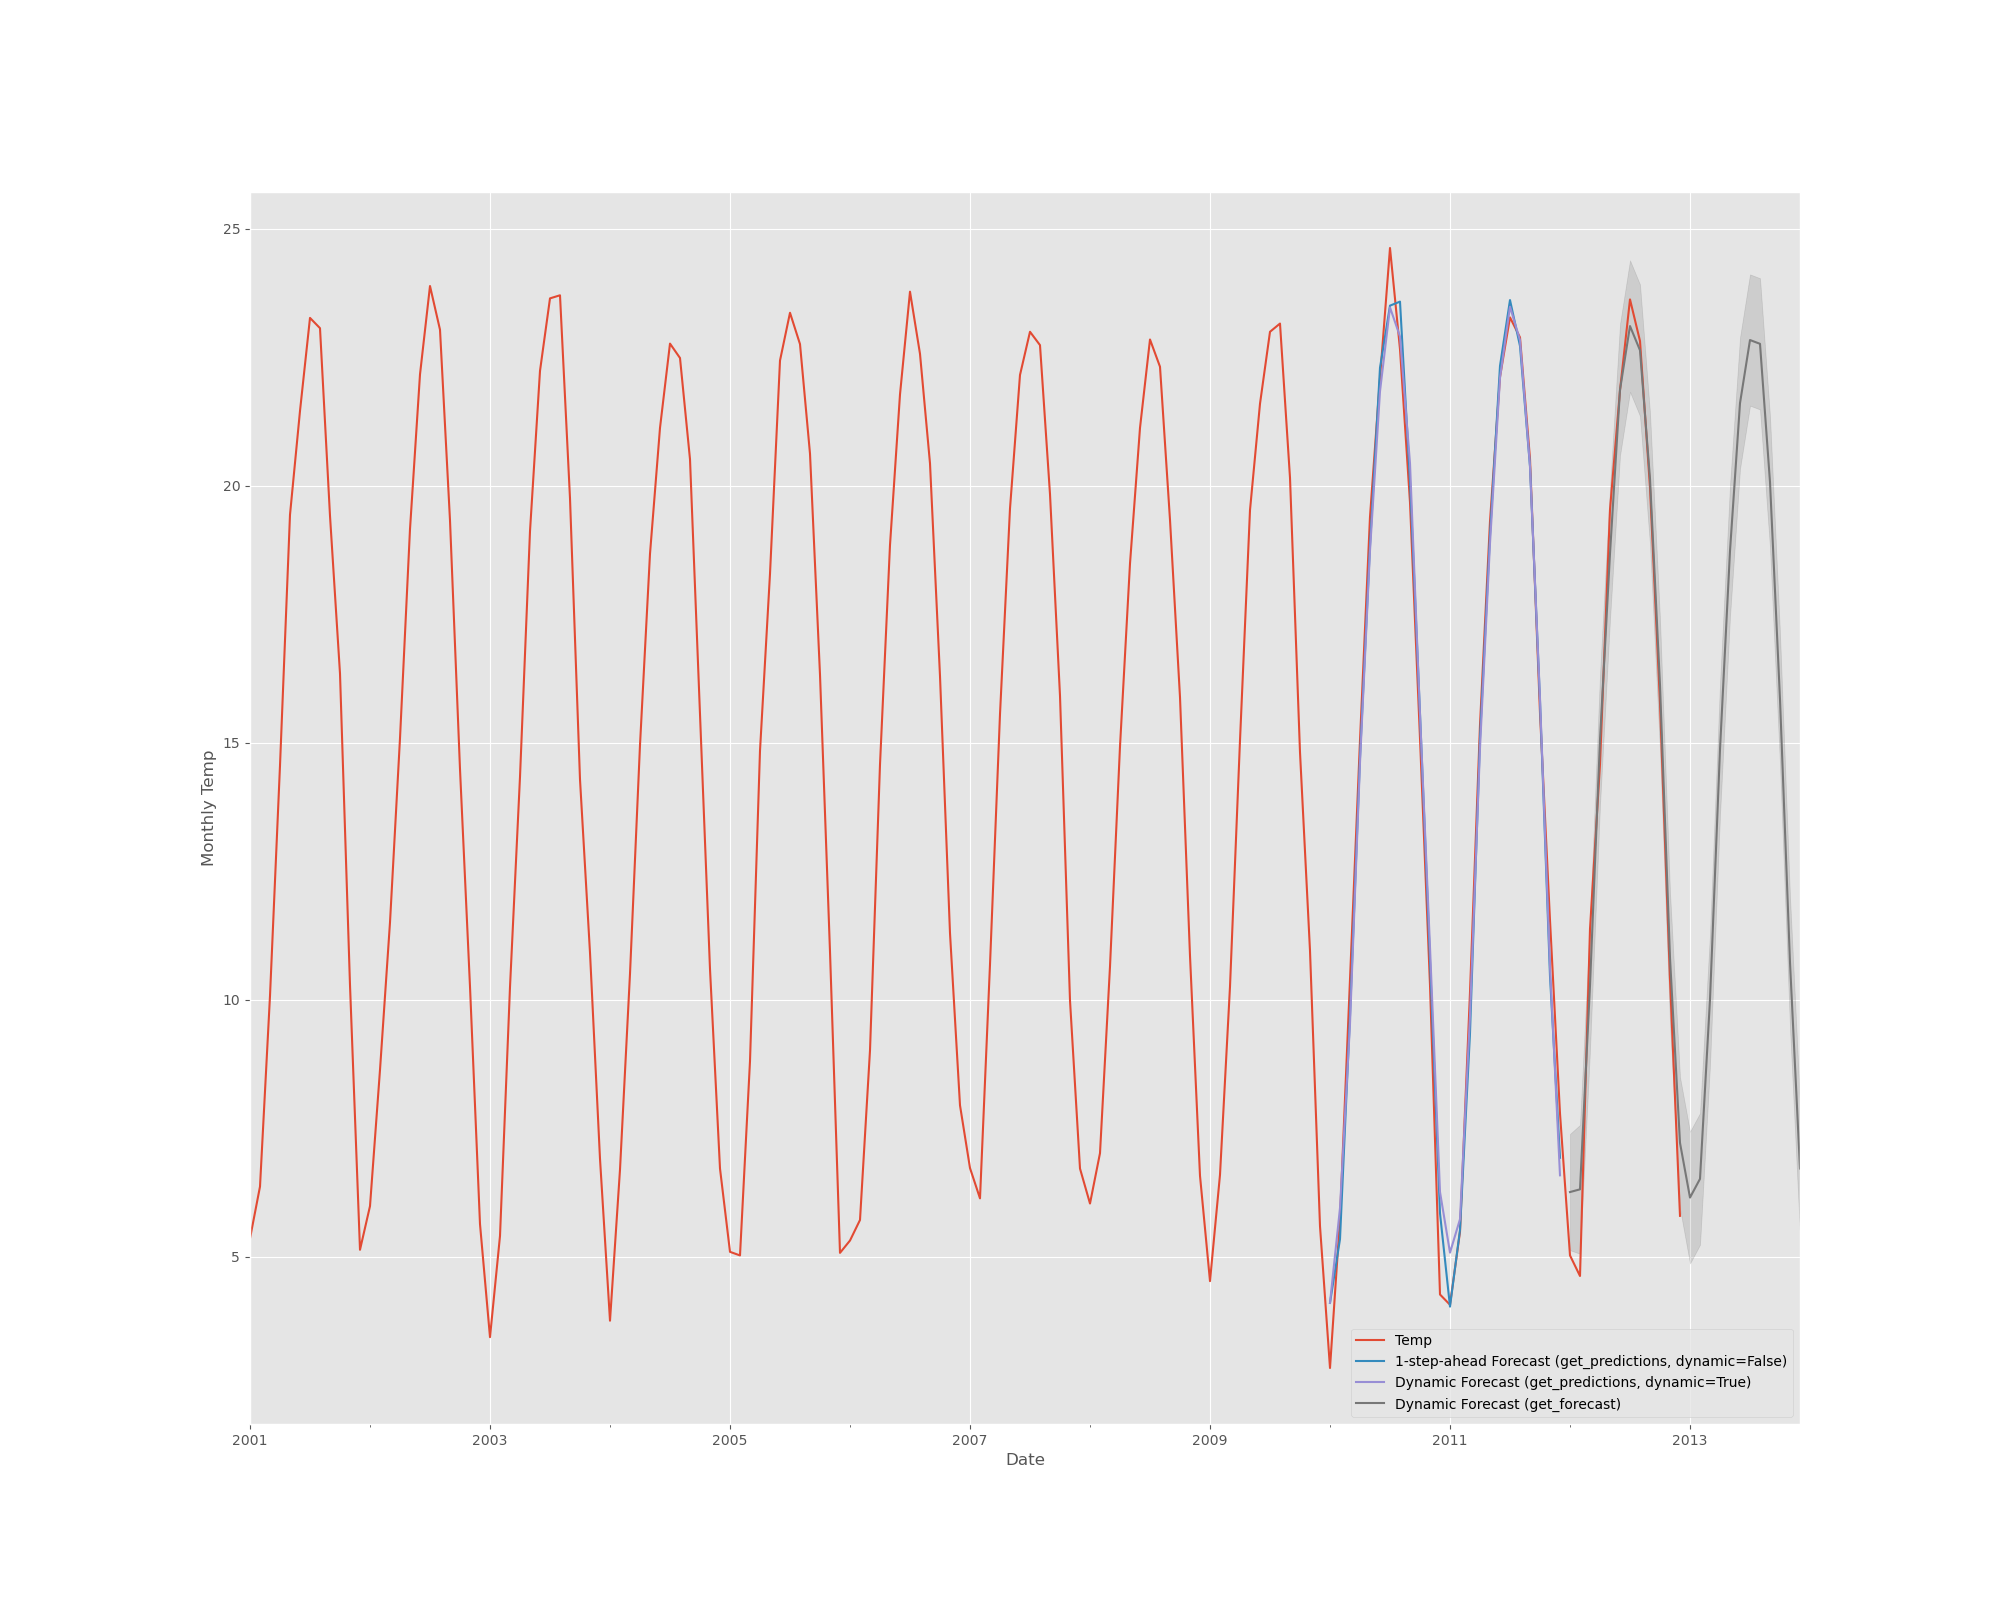 25
20
15
10
5
Monthly Temp
Temp
1-step-ahead Forecast (get_predictions, dynamic=False)
Dynamic Forecast (get_predictions, dynamic=True)
Dynamic Forecast (get_forecast)
2001 2003 2005 2007 2009 2011 2013
Date